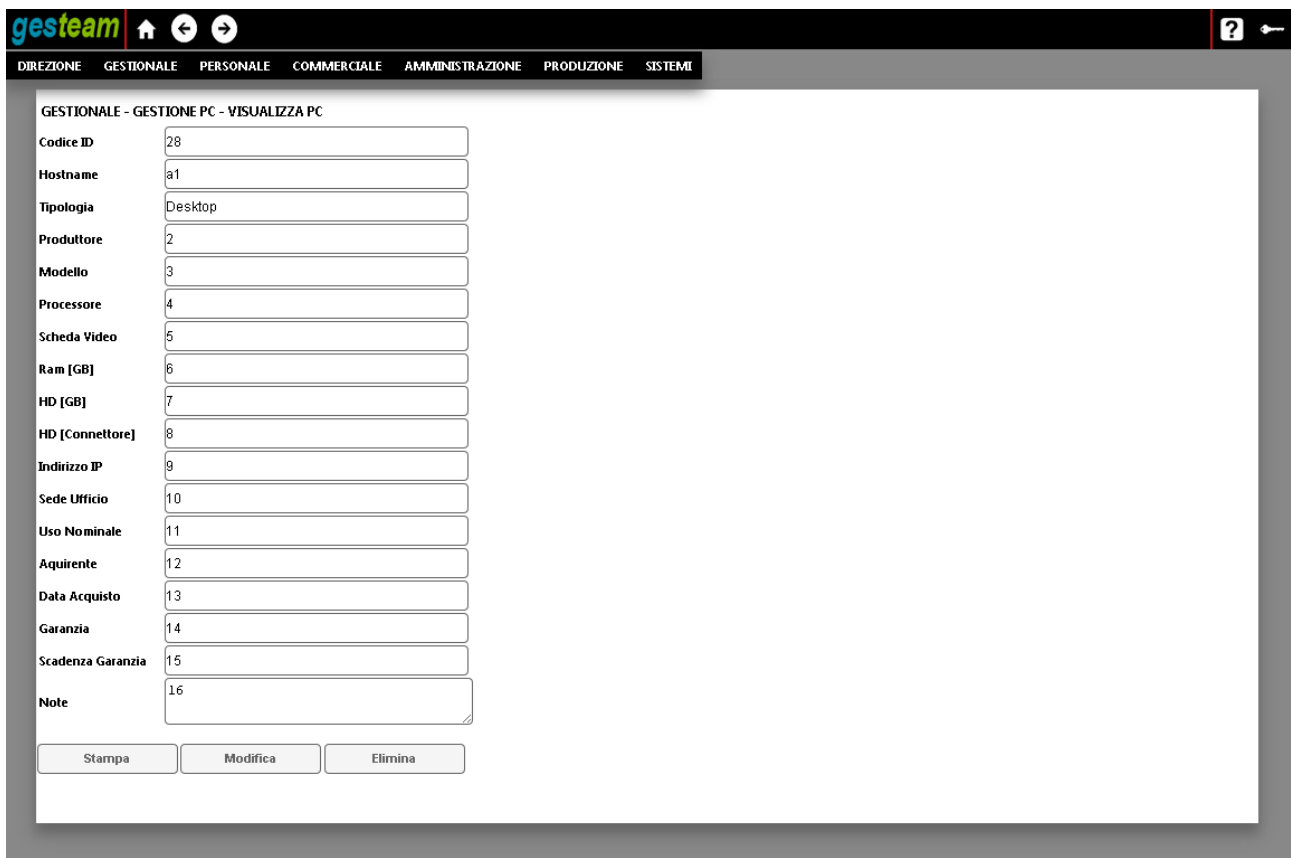 gesteam
?
DIREZIONE GESTIONALE PERSONALE COMMERCIALE AMMINISTRAZIONE PRODUZIONE SISTEMI
GESTIONALE - GESTIONE PC - VISUALIZZA PC
Codice ID 28
Hostname a1
Tipologia Desktop
Produttore 2
Modello 3
Processore 4
Scheda Video 5
Ram [GB] 6
HD [GB] 7
HD [Connettore] 8
Indirizzo IP 9
Sede Ufficio 10
Uso Nominale 11
Aquirente 12
Data Acquisto 13
Garanzia 14
Scadenza Garanzia 15
Note 16
Stampa Modifica Elimina